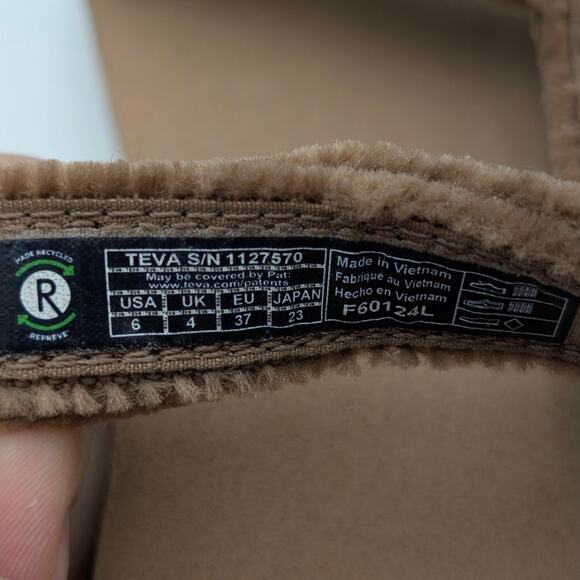 MADE RECYCLED
R
REPREVE
TEVA S/N 1127570
May be covered by Pat:
www.teva.com/patents
USA UK EU JAPAN
6 4 37 23
Made in Vietnam
Fabriqué au Vietnam
Hecho en Vietnam
F60124L